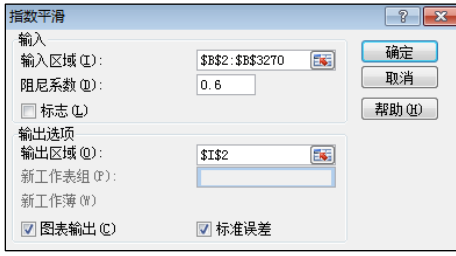 指数平滑
输入
输入区域(I): $B$2:$B$3270
阻尼系数(D): 0.6
标志(L)
输出选项
输出区域(O): $I$2
新工作表组(P):
新工作薄(W)
图表输出(C) 标准误差
确定
取消
帮助(H)